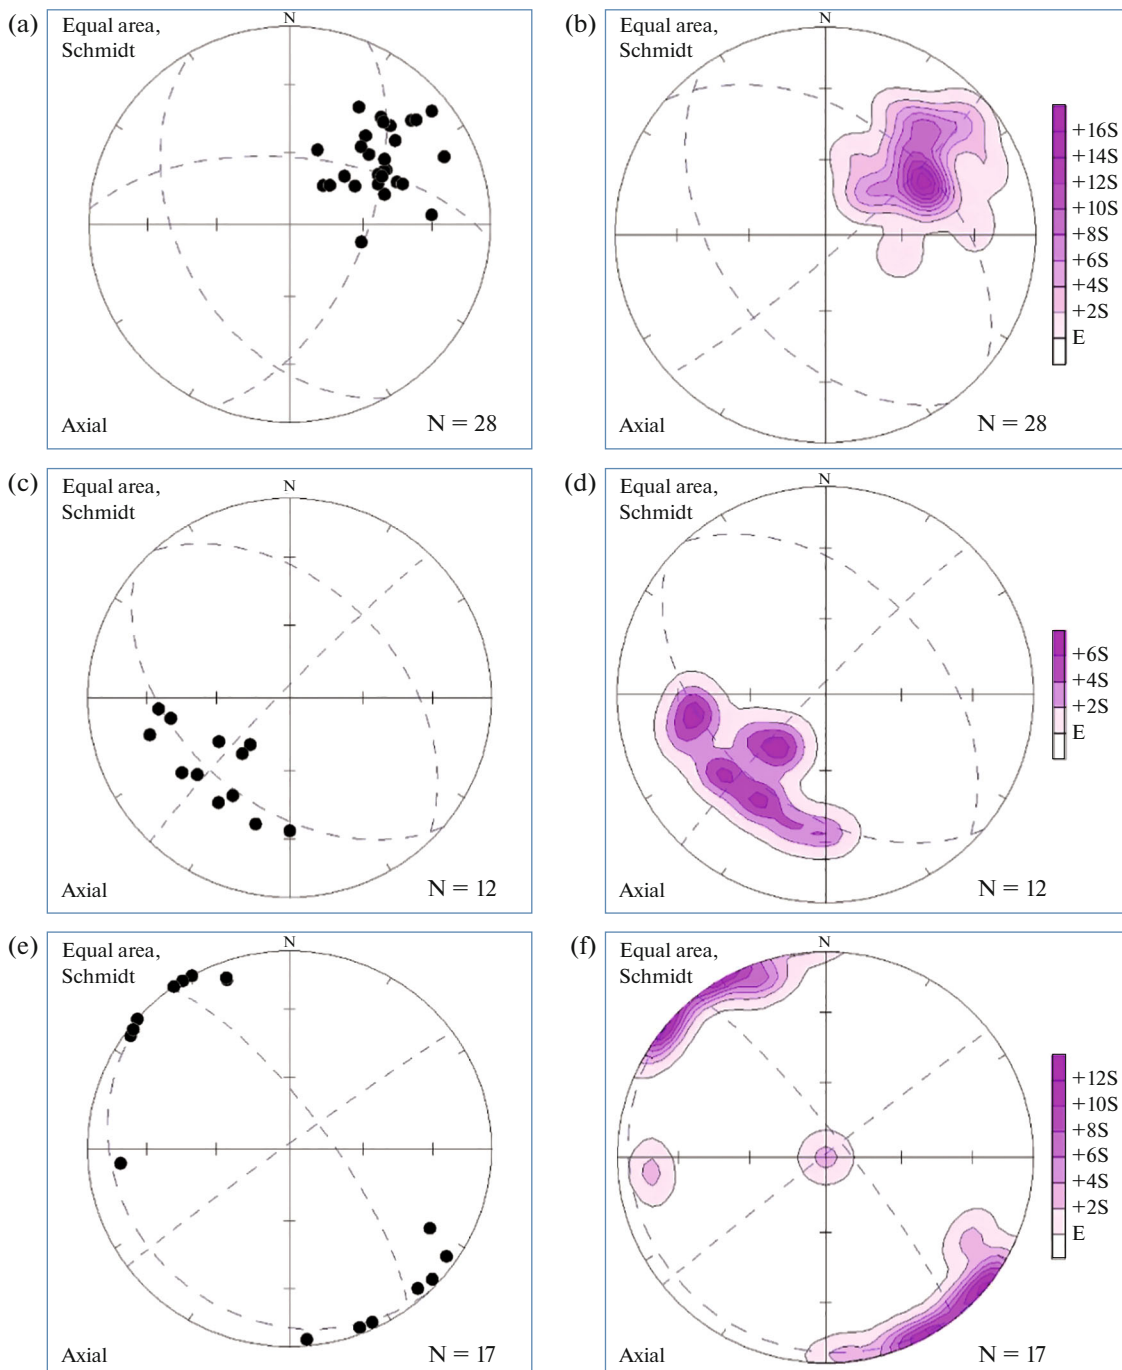 (a)
Equal area,
Schmidt
N
Axial
N = 28
(b)
Equal area,
Schmidt
N
+16S
+14S
+12S
+10S
+8S
+6S
+4S
+2S
E
Axial
N = 28
(c)
Equal area,
Schmidt
N
Axial
N = 12
(d)
Equal area,
Schmidt
N
+6S
+4S
+2S
E
Axial
N = 12
(e)
Equal area,
Schmidt
N
Axial
N = 17
(f)
Equal area,
Schmidt
N
+12S
+10S
+8S
+6S
+4S
+2S
E
Axial
N = 17